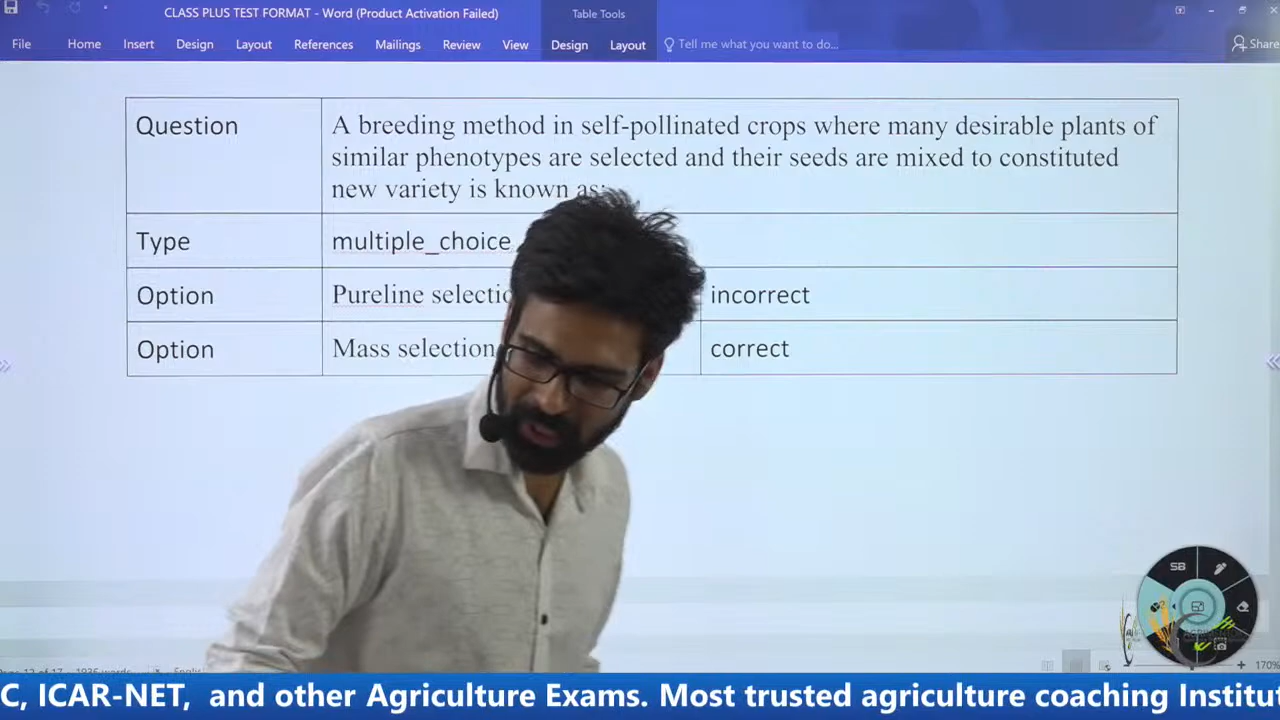 CLASS PLUS TEST FORMAT - Word (Product Activation Failed)
Table Tools
File Home Insert Design Layout References Mailings Review View Design Layout Tell me what you want to do... Share
Question
A breeding method in self-pollinated crops where many desirable plants of
similar phenotypes are selected and their seeds are mixed to constituted
new variety is known as:
Type
multiple_choice
Option
Pureline
incorrect
Option
Mass selection
correct
SB
1936 words
170%
C, ICAR-NET, and other Agriculture Exams. Most trusted agriculture coaching